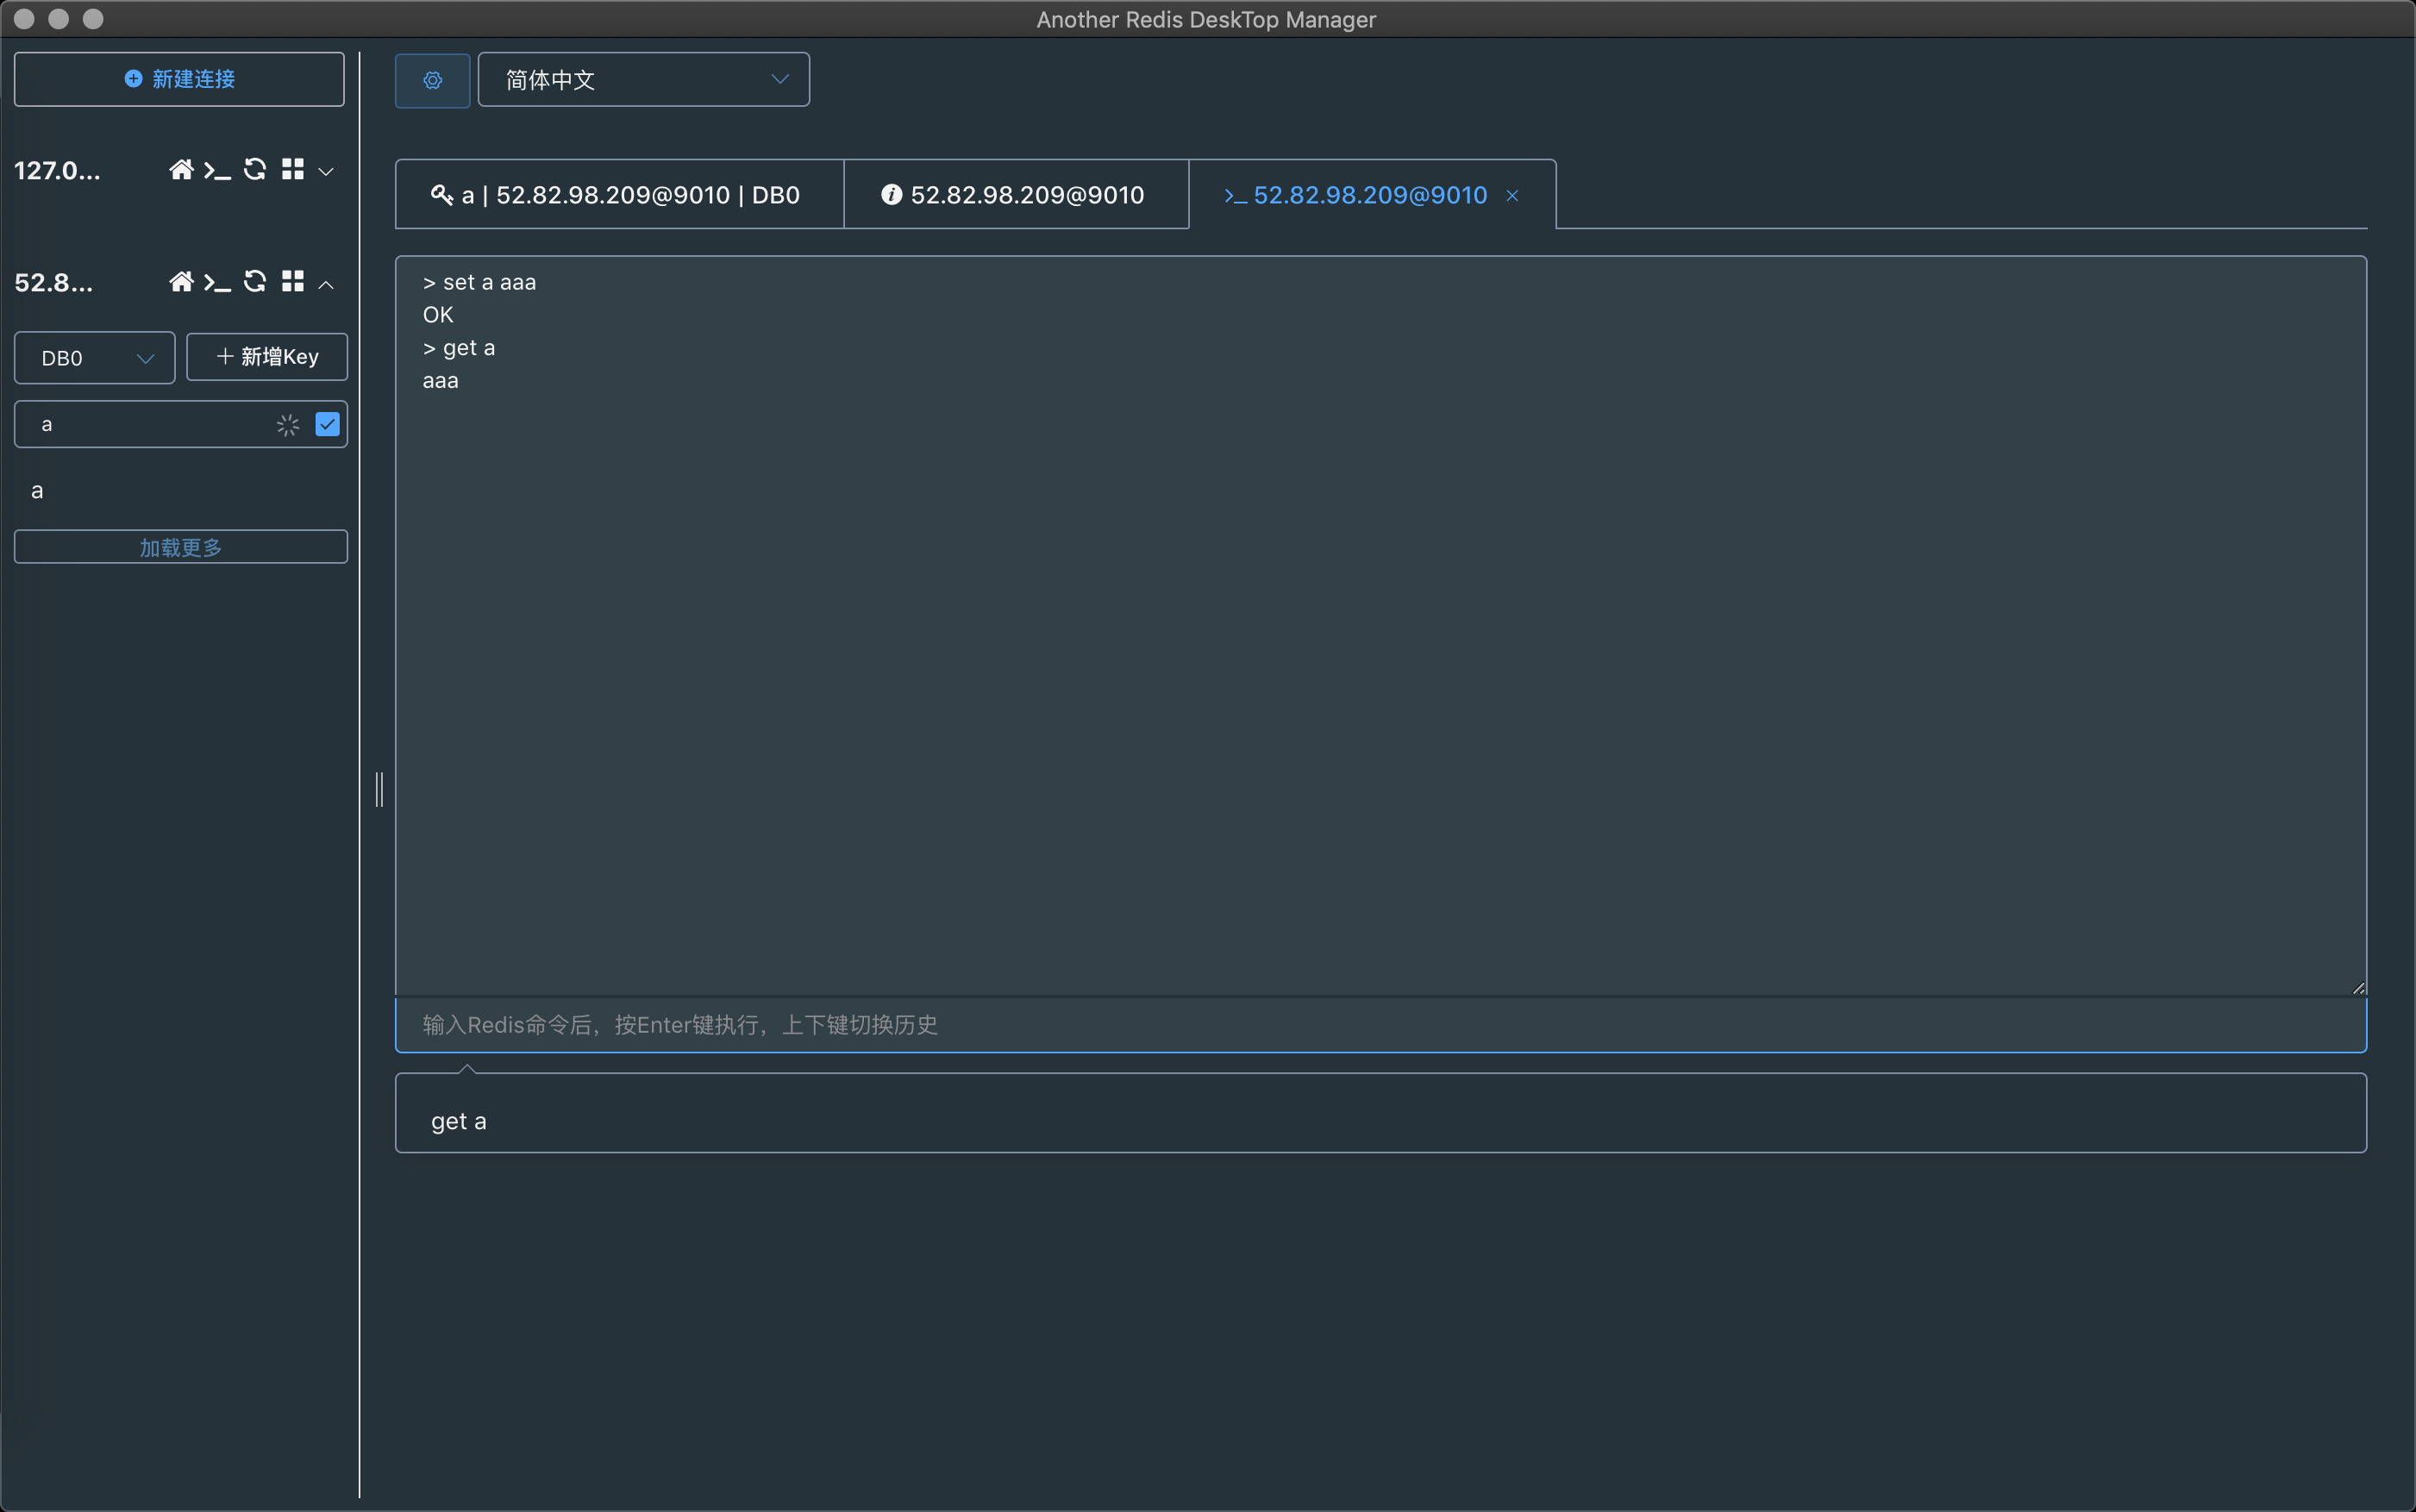 Another Redis DeskTop Manager
新建连接
127.0...
52.8...
DB0
新增Key
a
a
加载更多
简体中文
a | 52.82.98.209@9010 | DB0
52.82.98.209@9010
>_ 52.82.98.209@9010
> set a aaa
OK
> get a
aaa
输入Redis命令后，按Enter键执行，上下键切换历史
get a